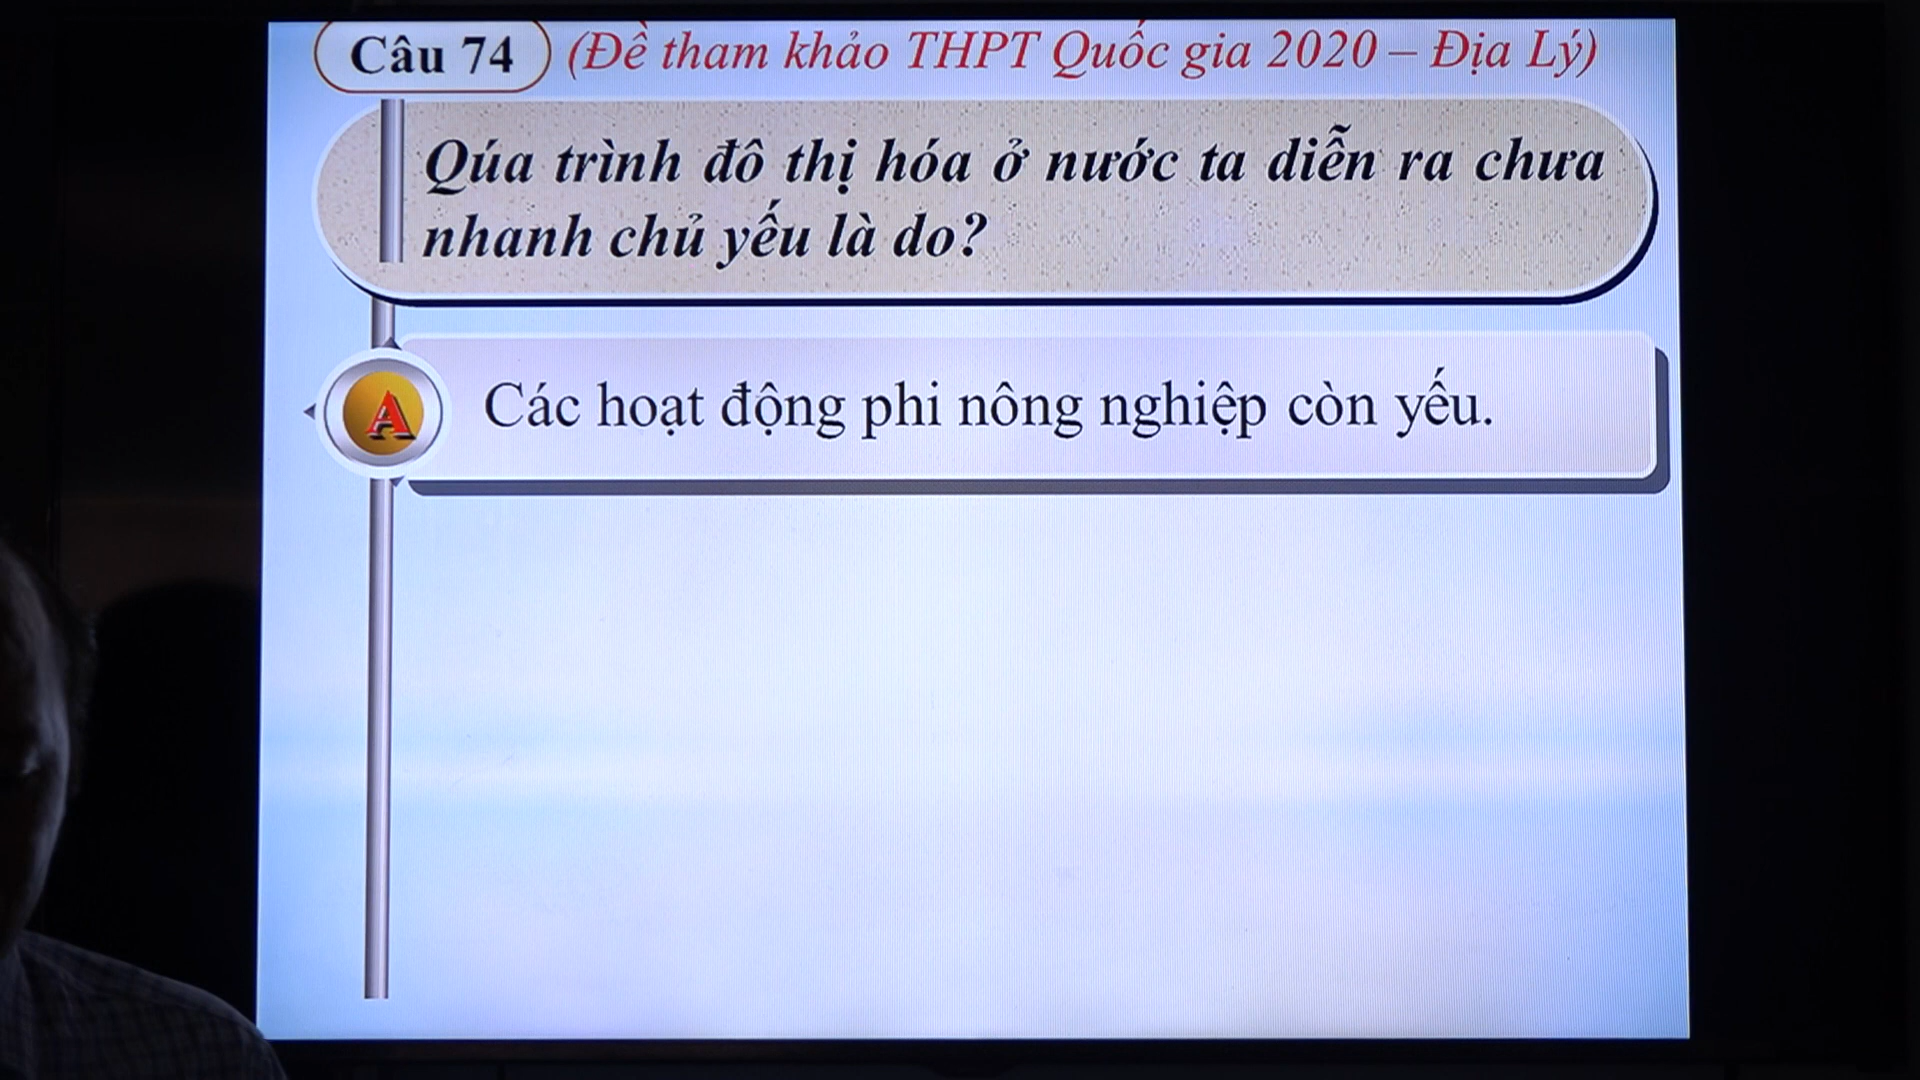 Câu 74 (Đề tham khảo THPT Quốc gia 2020 – Địa Lý)
Qúa trình đô thị hóa ở nước ta diễn ra chưa
nhanh chủ yếu là do?
A Các hoạt động phi nông nghiệp còn yếu.